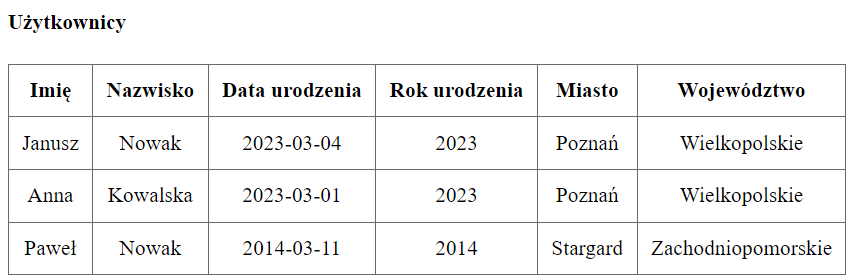 Użytkownicy
Imię Nazwisko Data urodzenia Rok urodzenia Miasto Województwo
Janusz Nowak 2023-03-04 2023 Poznań Wielkopolskie
Anna Kowalska 2023-03-01 2023 Poznań Wielkopolskie
Paweł Nowak 2014-03-11 2014 Stargard Zachodniopomorskie